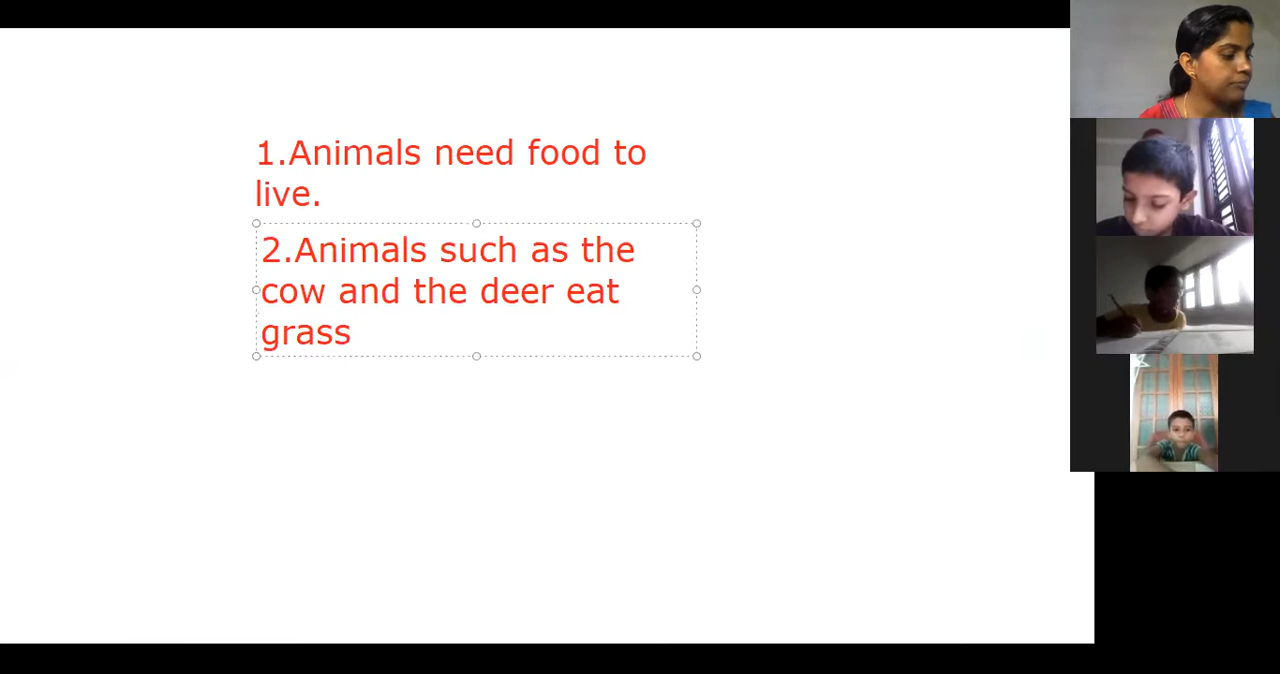 1.Animals need food to
live.
2.Animals such as the
cow and the deer eat
grass